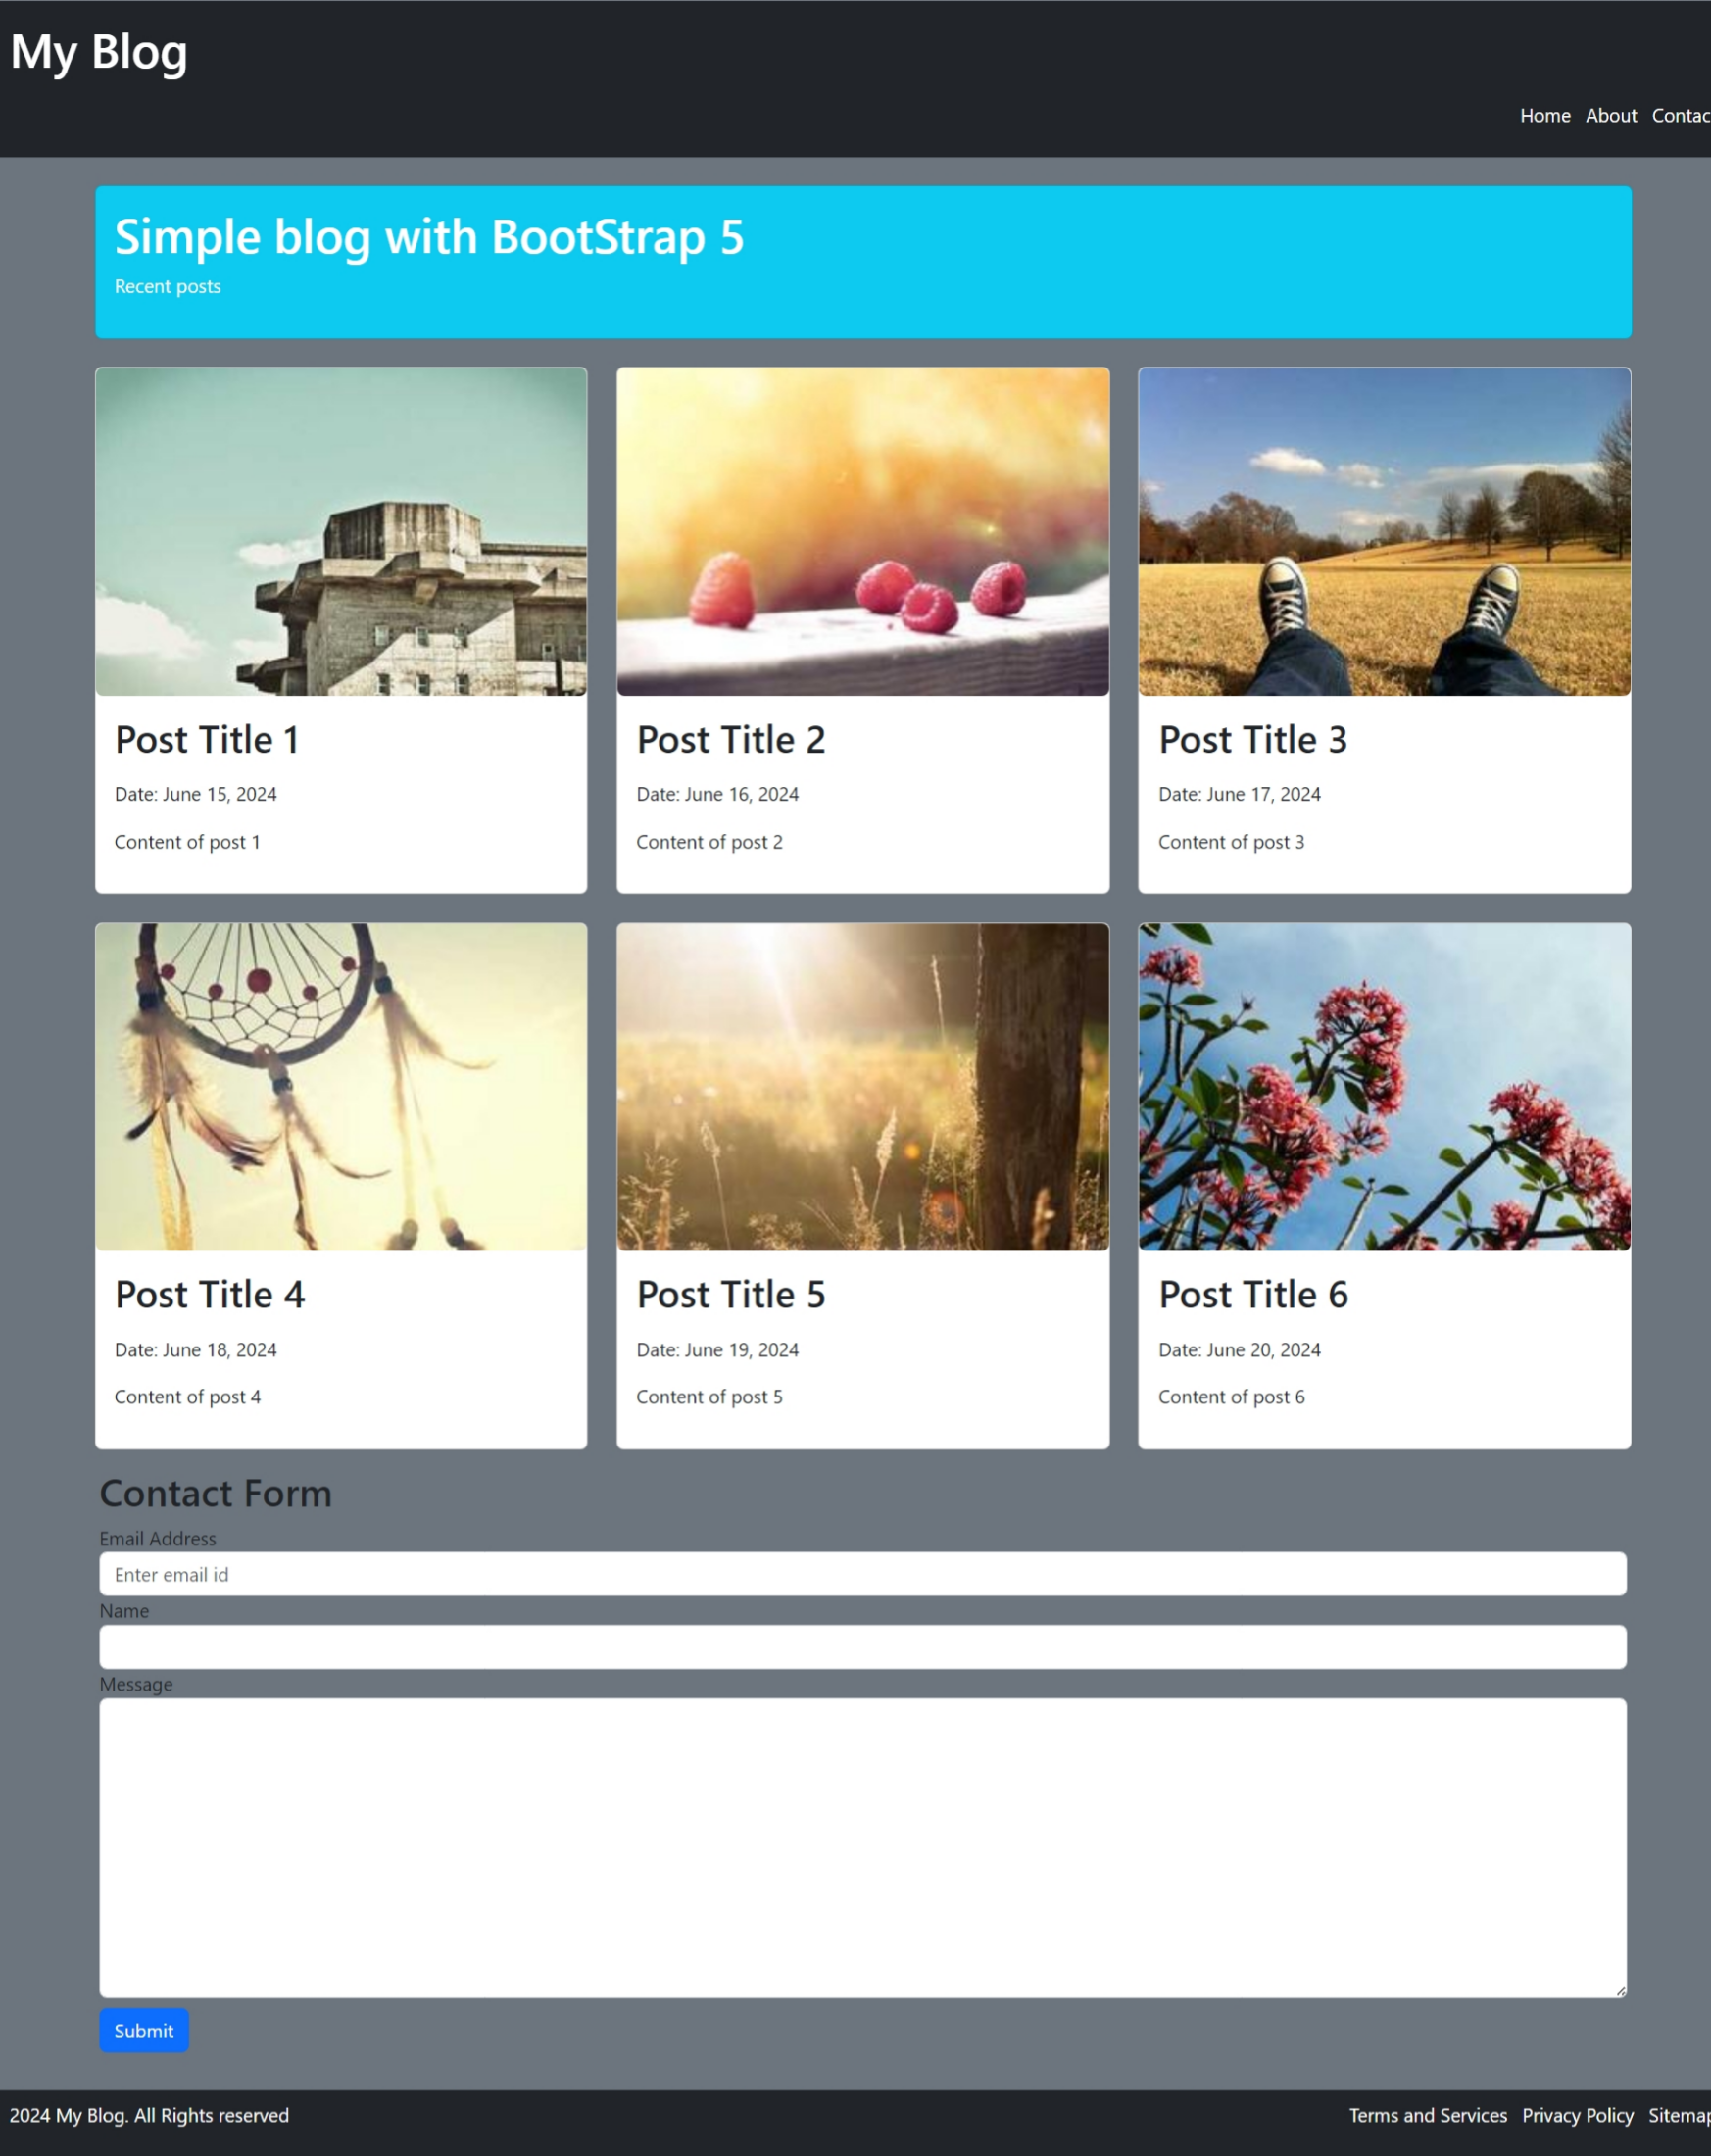 My Blog
Home About Contac
Simple blog with BootStrap 5
Recent posts
Post Title 1
Date: June 15, 2024
Content of post 1
Post Title 2
Date: June 16, 2024
Content of post 2
Post Title 3
Date: June 17, 2024
Content of post 3
Post Title 4
Date: June 18, 2024
Content of post 4
Post Title 5
Date: June 19, 2024
Content of post 5
Post Title 6
Date: June 20, 2024
Content of post 6
Contact Form
Email Address
Enter email id
Name
Message
Submit
2024 My Blog. All Rights reserved
Terms and Services Privacy Policy Sitemap